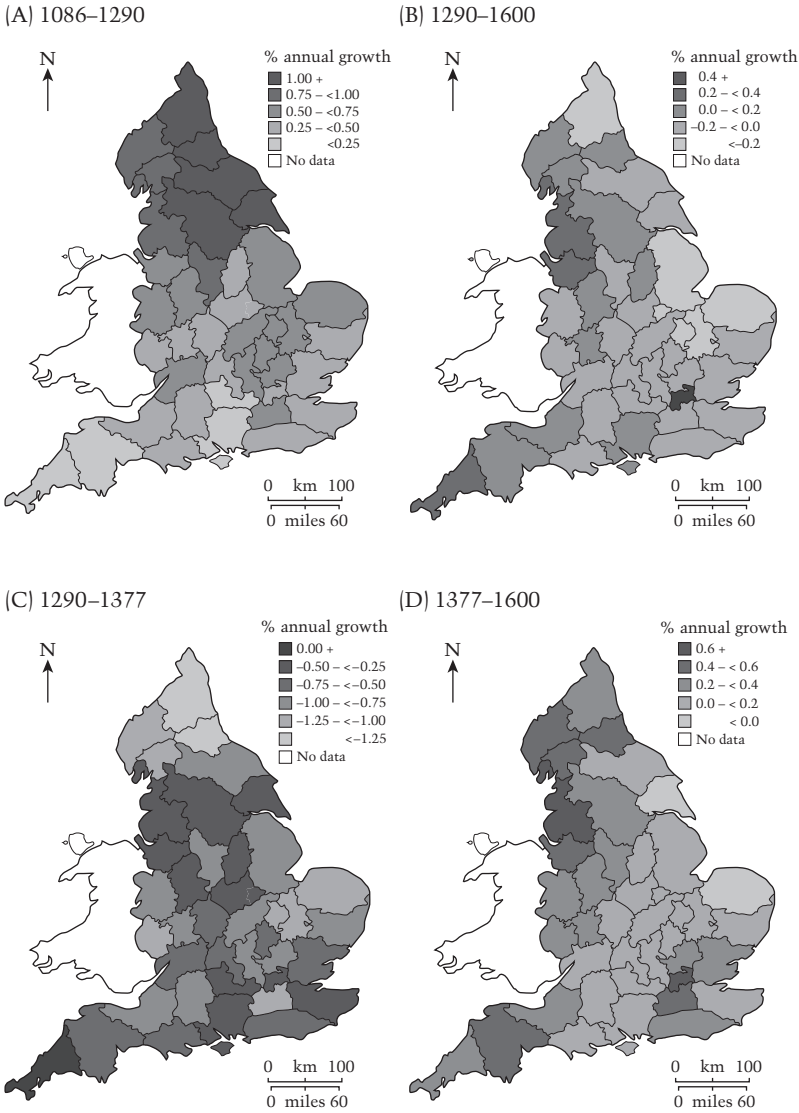 (A) 1086–1290
N
% annual growth
1.00 +
0.75 – <1.00
0.50 – <0.75
0.25 – <0.50
<0.25
No data
0 km 100
0 miles 60
(B) 1290–1600
N
% annual growth
0.4 +
0.2 – < 0.4
0.0 – < 0.2
–0.2 – < 0.0
<–0.2
No data
0 km 100
0 miles 60
(C) 1290–1377
N
% annual growth
0.00 +
–0.50 – <–0.25
–0.75 – <–0.50
–1.00 – <–0.75
–1.25 – <–1.00
<–1.25
No data
0 km 100
0 miles 60
(D) 1377–1600
N
% annual growth
0.6 +
0.4 – < 0.6
0.2 – < 0.4
0.0 – < 0.2
< 0.0
No data
0 km 100
0 miles 60